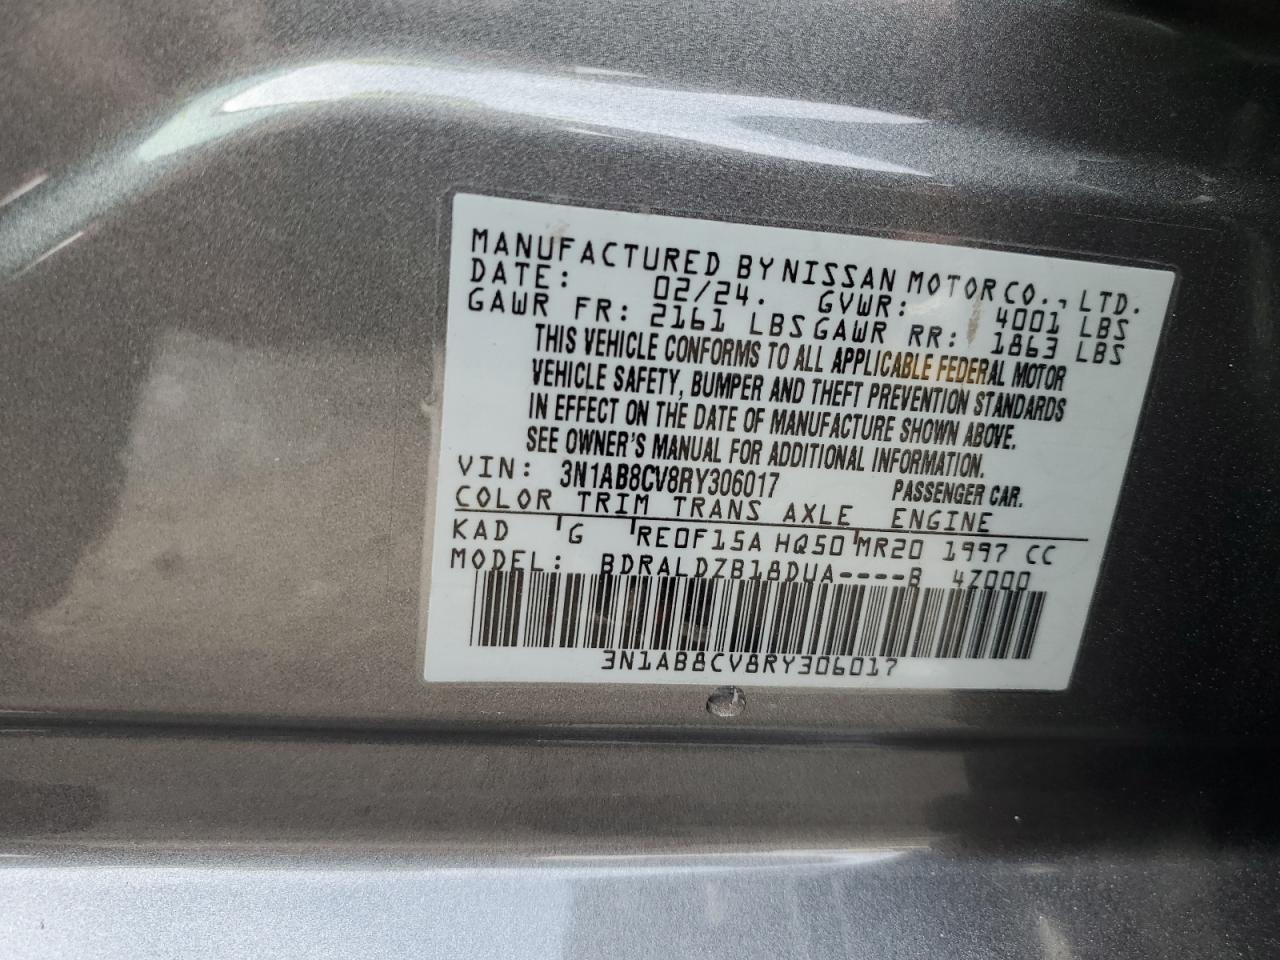 MANUFACTURED BY NISSAN MOTOR CO., LTD.
DATE: 02/24. GVWR: 4001 LBS
GAWR FR: 2161 LBS GAWR RR: 1863 LBS
THIS VEHICLE CONFORMS TO ALL APPLICABLE FEDERAL MOTOR
VEHICLE SAFETY, BUMPER AND THEFT PREVENTION STANDARDS
IN EFFECT ON THE DATE OF MANUFACTURE SHOWN ABOVE.
SEE OWNER'S MANUAL FOR ADDITIONAL INFORMATION.
VIN: 3N1AB8CV8RY306017 PASSENGER CAR.
COLOR TRIM TRANS AXLE ENGINE
KAD G RE0F15A HQ50 MR20 1997 CC
MODEL: BDRALDZB18DUA----B 4Z000
3N1AB8CV8RY306017